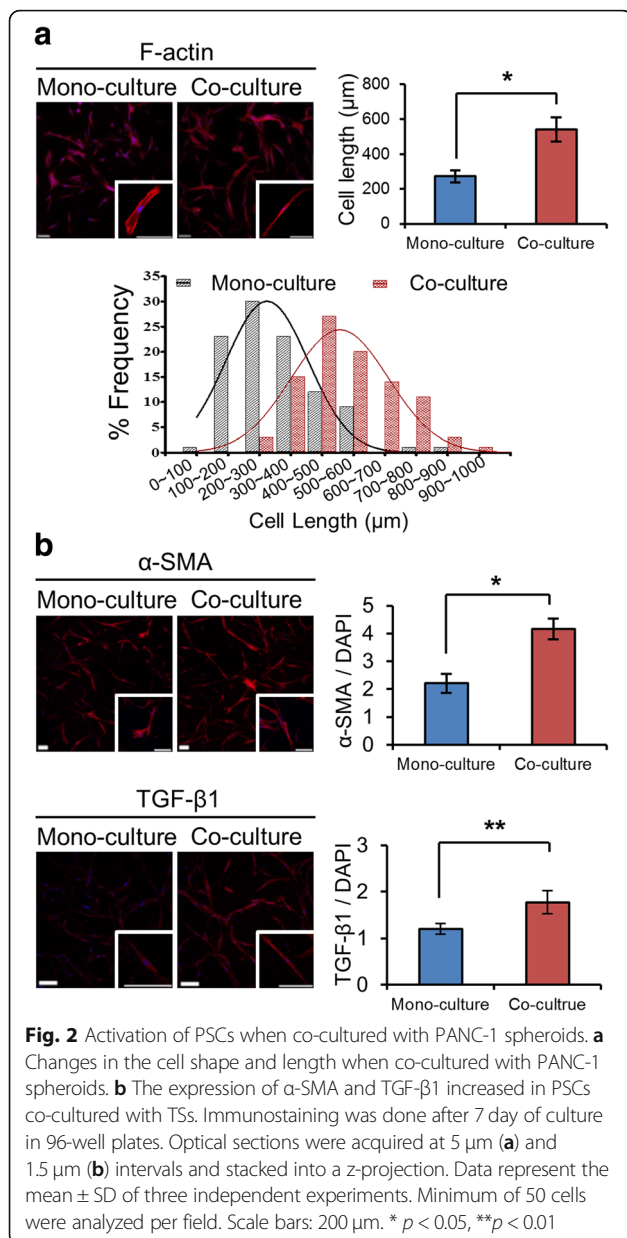 a
F-actin
Mono-culture Co-culture
Cell length (µm)
800
600
400
200
0
*
Mono-culture Co-culture
% Frequency
35
30
25
20
15
10
5
0
Mono-culture Co-culture
0~100
100~200
200~300
300~400
400~500
500~600
600~700
700~800
800~900
900~1000
Cell Length (µm)
b
α-SMA
Mono-culture Co-culture
α-SMA / DAPI
5
4
3
2
1
0
*
Mono-culture Co-culture
TGF-β1
Mono-culture Co-culture
TGF-β1 / DAPI
3
2
1
0
**
Mono-culture Co-cultrue
Fig. 2 Activation of PSCs when co-cultured with PANC-1 spheroids. a
Changes in the cell shape and length when co-cultured with PANC-1
spheroids. b The expression of α-SMA and TGF-β1 increased in PSCs
co-cultured with TSs. Immunostaining was done after 7 day of culture
in 96-well plates. Optical sections were acquired at 5 µm (a) and
1.5 µm (b) intervals and stacked into a z-projection. Data represent the
mean ± SD of three independent experiments. Minimum of 50 cells
were analyzed per field. Scale bars: 200 µm. * p < 0.05, **p < 0.01